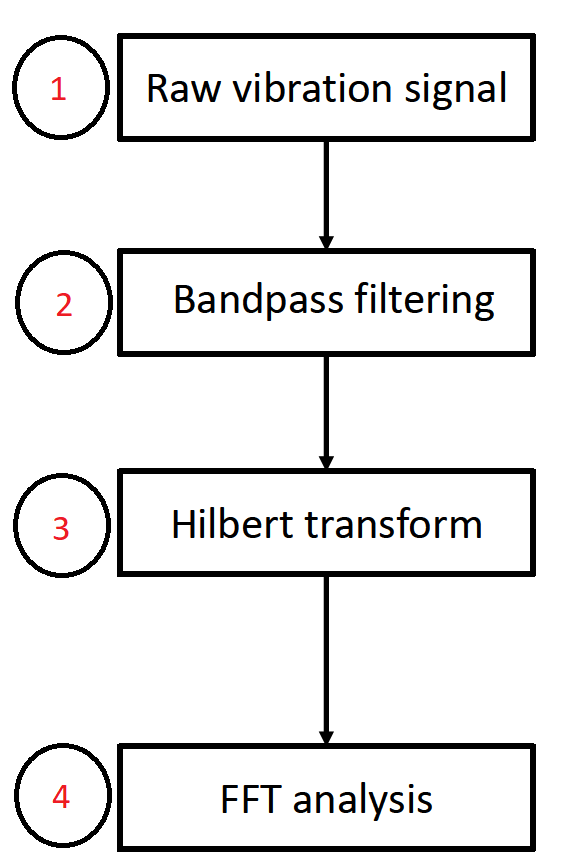 1
Raw vibration signal
2
Bandpass filtering
3
Hilbert transform
4
FFT analysis